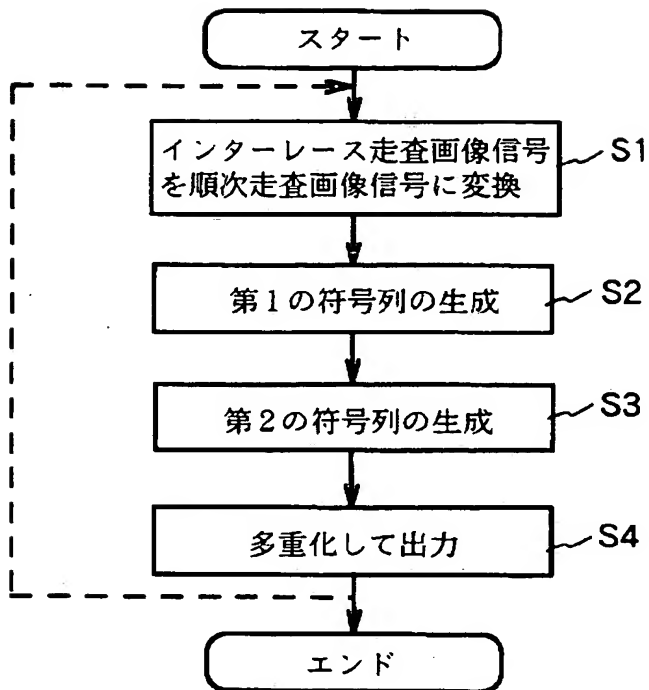 スタート
インターレース走査画像信号
を順次走査画像信号に変換
S1
第1の符号列の生成
S2
第2の符号列の生成
S3
多重化して出力
S4
エンド